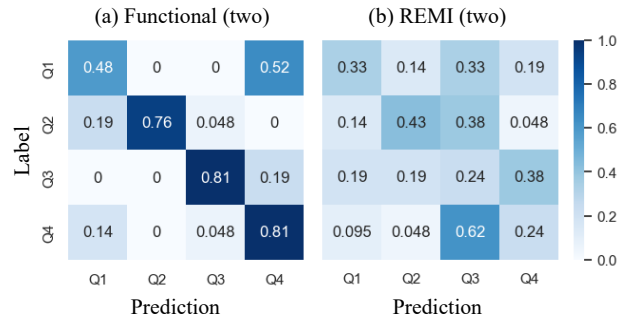 (a) Functional (two)
(b) REMI (two)
Label
Q1 0.48 0 0 0.52
Q2 0.19 0.76 0.048 0
Q3 0 0 0.81 0.19
Q4 0.14 0 0.048 0.81
Q1 Q2 Q3 Q4
Prediction
0.33 0.14 0.33 0.19
0.14 0.43 0.38 0.048
0.19 0.19 0.24 0.38
0.095 0.048 0.62 0.24
Q1 Q2 Q3 Q4
Prediction
1.0
0.8
0.6
0.4
0.2
0.0